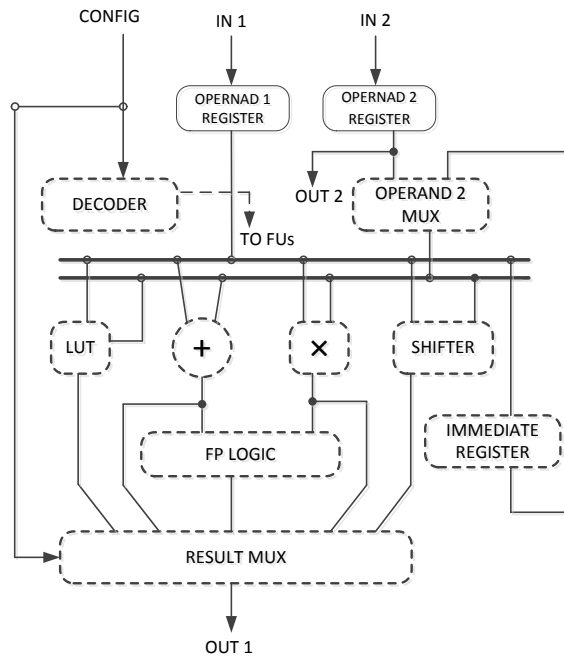 CONFIG
IN 1
IN 2
OPERNAD 1
REGISTER
OPERNAD 2
REGISTER
DECODER
OUT 2
OPERAND 2
MUX
TO FUs
LUT
+
×
SHIFTER
FP LOGIC
IMMEDIATE
REGISTER
RESULT MUX
OUT 1